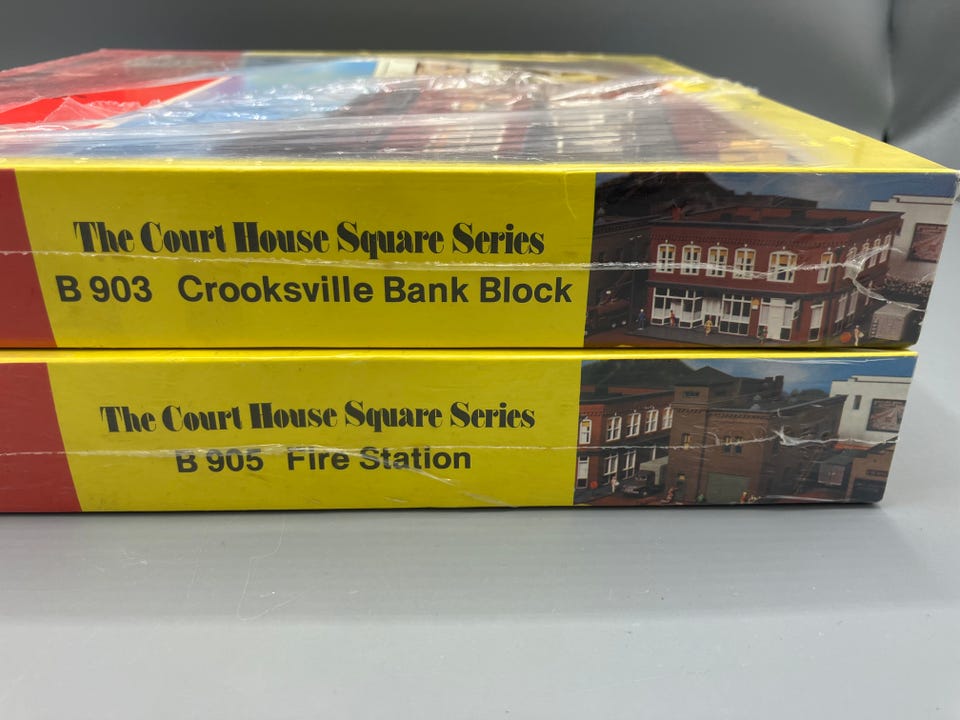 The Court House Square Series
B 903 Crooksville Bank Block
The Court House Square Series
B 905 Fire Station